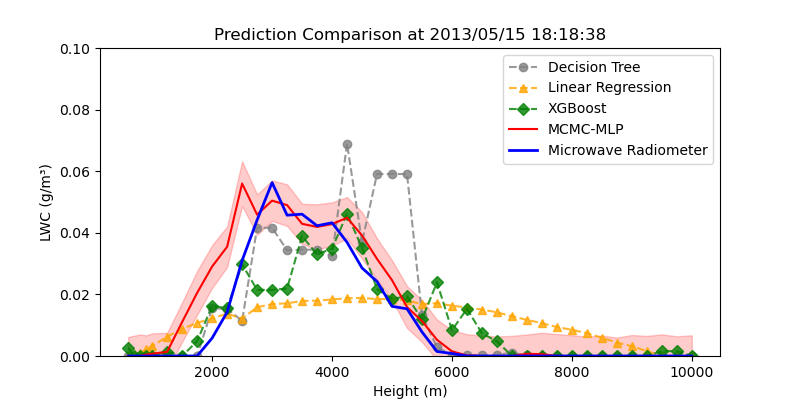 Prediction Comparison at 2013/05/15 18:18:38
0.10
0.08
0.06
0.04
0.02
0.00
LWC (g/m³)
Decision Tree
Linear Regression
XGBoost
MCMC-MLP
Microwave Radiometer
2000 4000 6000 8000 10000
Height (m)